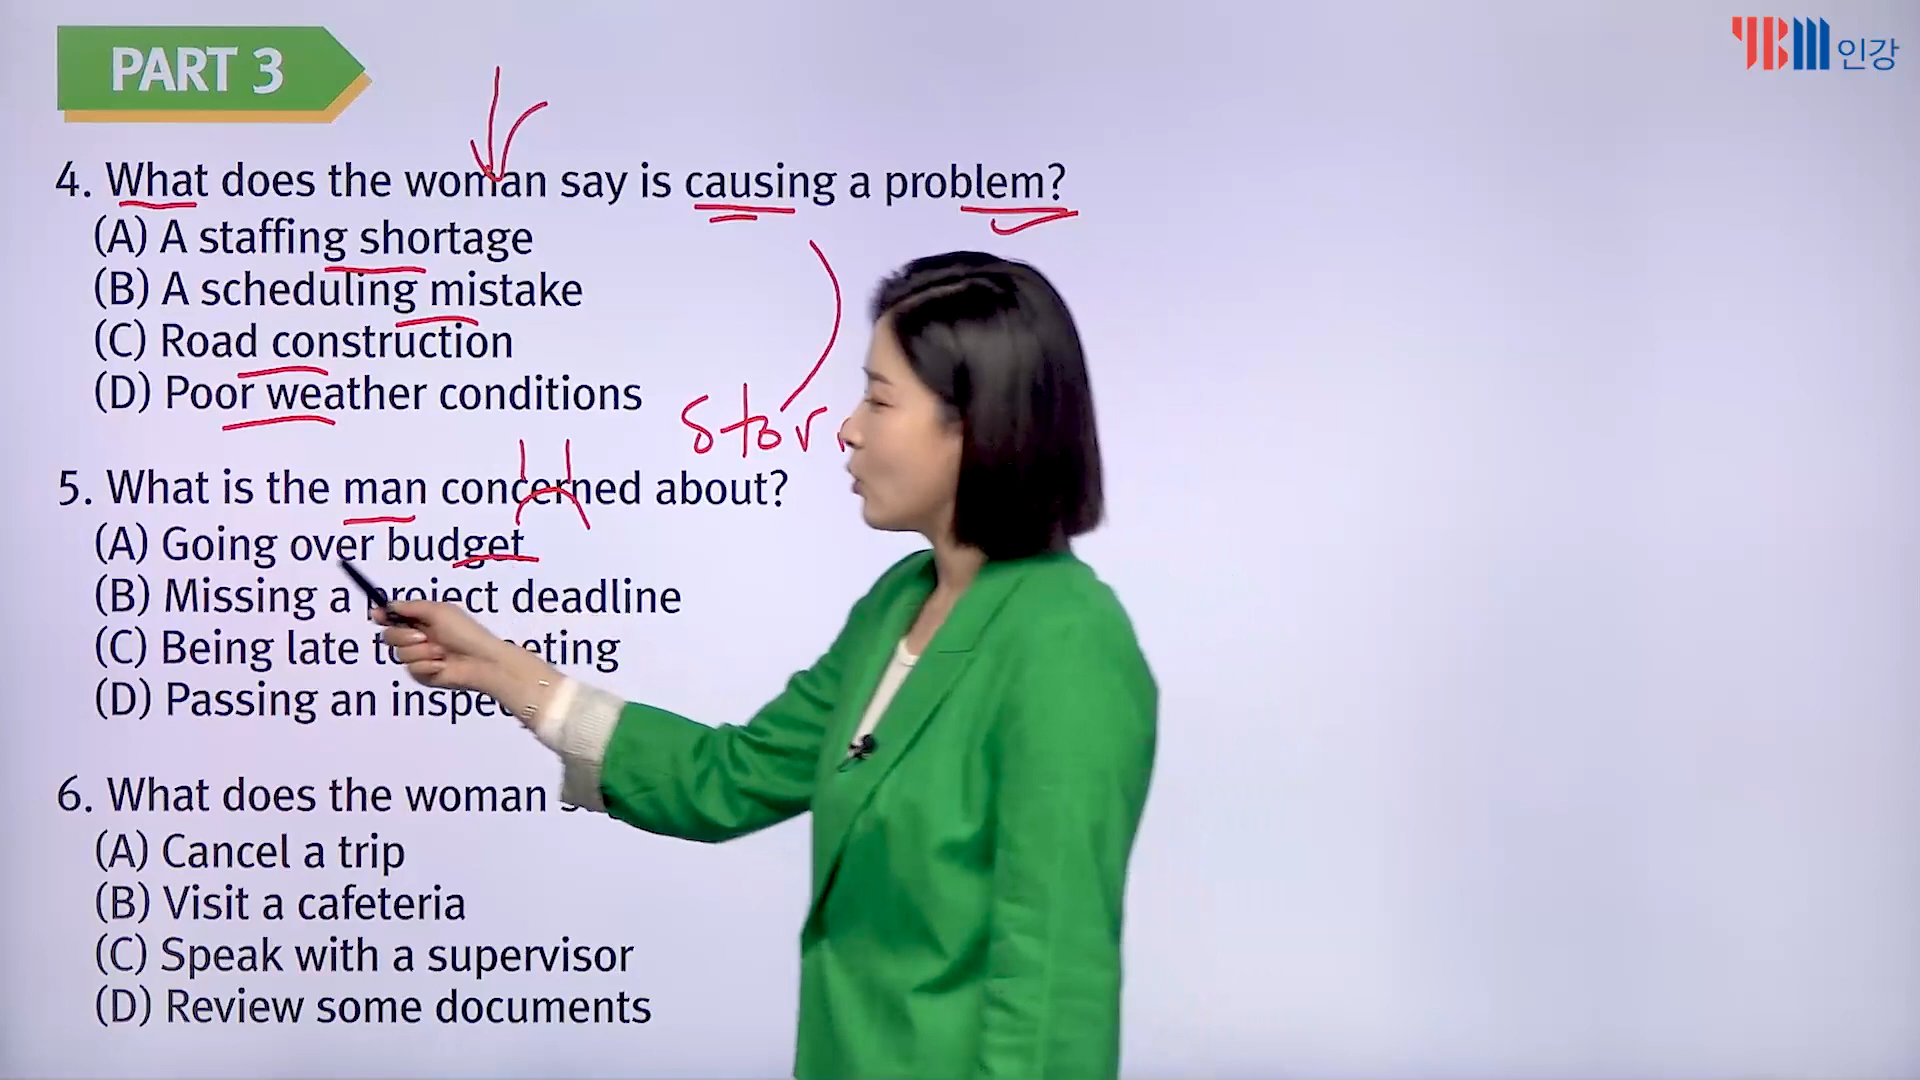 PART 3
YBM 인강
4. What does the woman say is causing a problem?
(A) A staffing shortage
(B) A scheduling mistake
(C) Road construction
(D) Poor weather conditions
stor
5. What is the man concerned about?
(A) Going over budget
(B) Missing a project deadline
(C) Being late
(D) Passing an
6. What does the woman
(A) Cancel a trip
(B) Visit a cafeteria
(C) Speak with a supervisor
(D) Review some documents